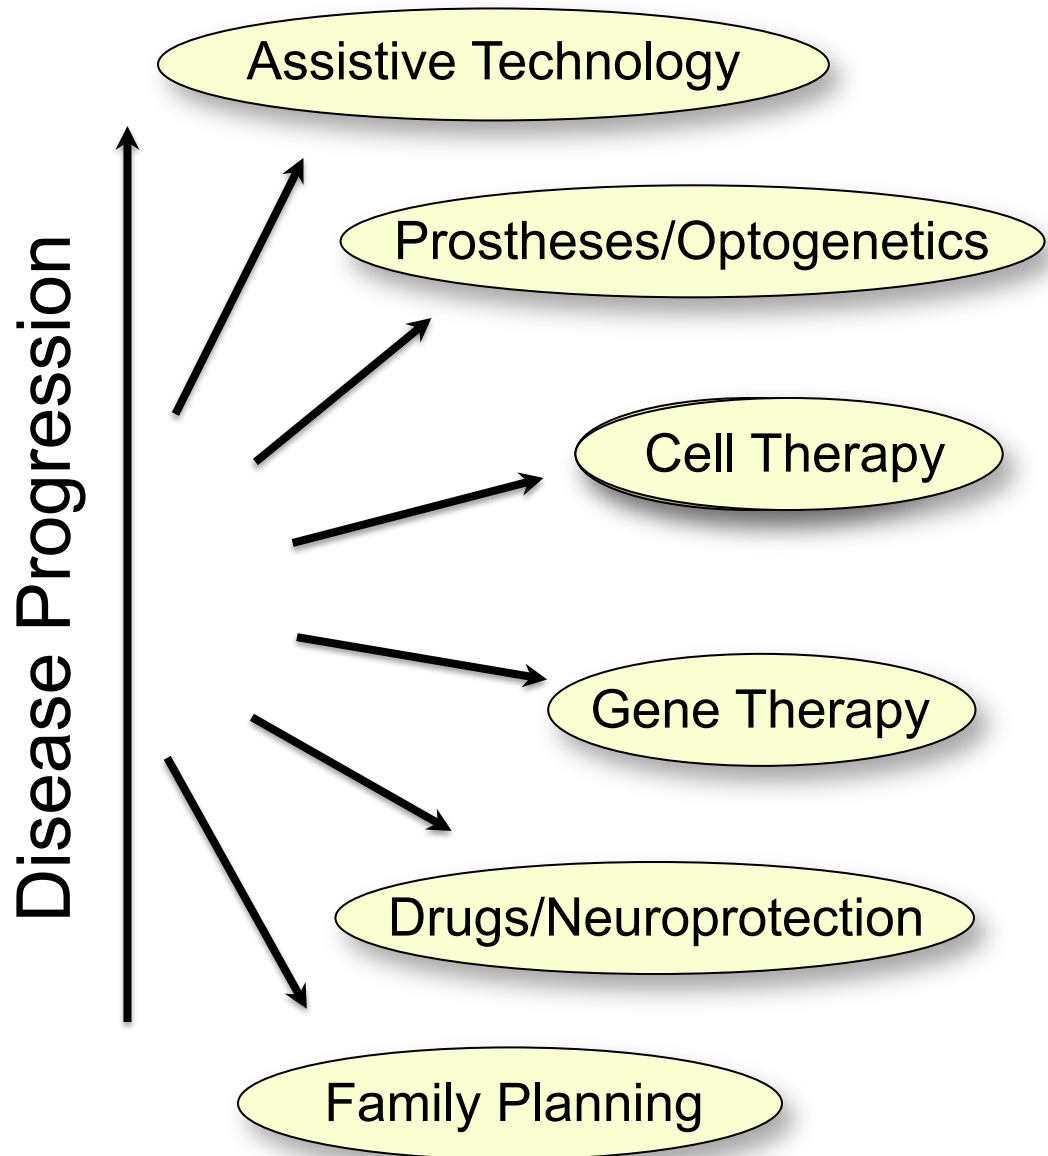 Assistive Technology
Prostheses/Optogenetics
Cell Therapy
Gene Therapy
Drugs/Neuroprotection
Family Planning
Disease Progression